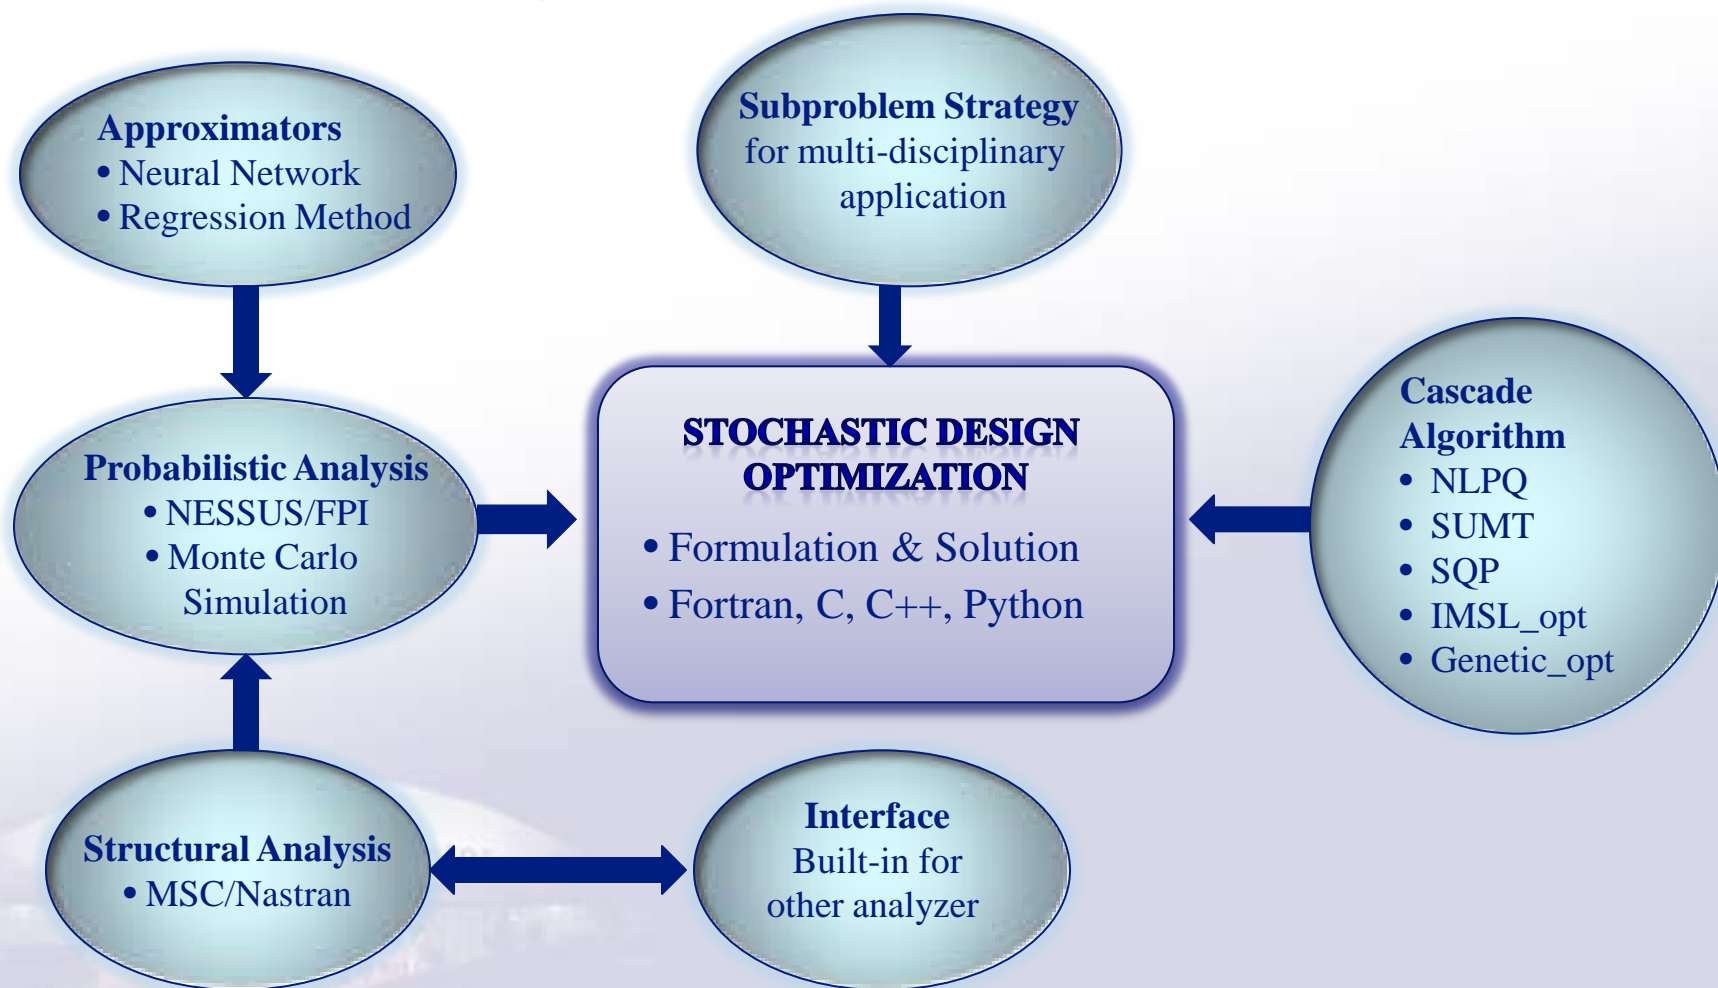 Approximators
• Neural Network
• Regression Method
Subproblem Strategy
for multi-disciplinary
application
Probabilistic Analysis
• NESSUS/FPI
• Monte Carlo
Simulation
STOCHASTIC DESIGN
OPTIMIZATION
• Formulation & Solution
• Fortran, C, C++, Python
Cascade
Algorithm
• NLPQ
• SUMT
• SQP
• IMSL_opt
• Genetic_opt
Structural Analysis
• MSC/Nastran
Interface
Built-in for
other analyzer